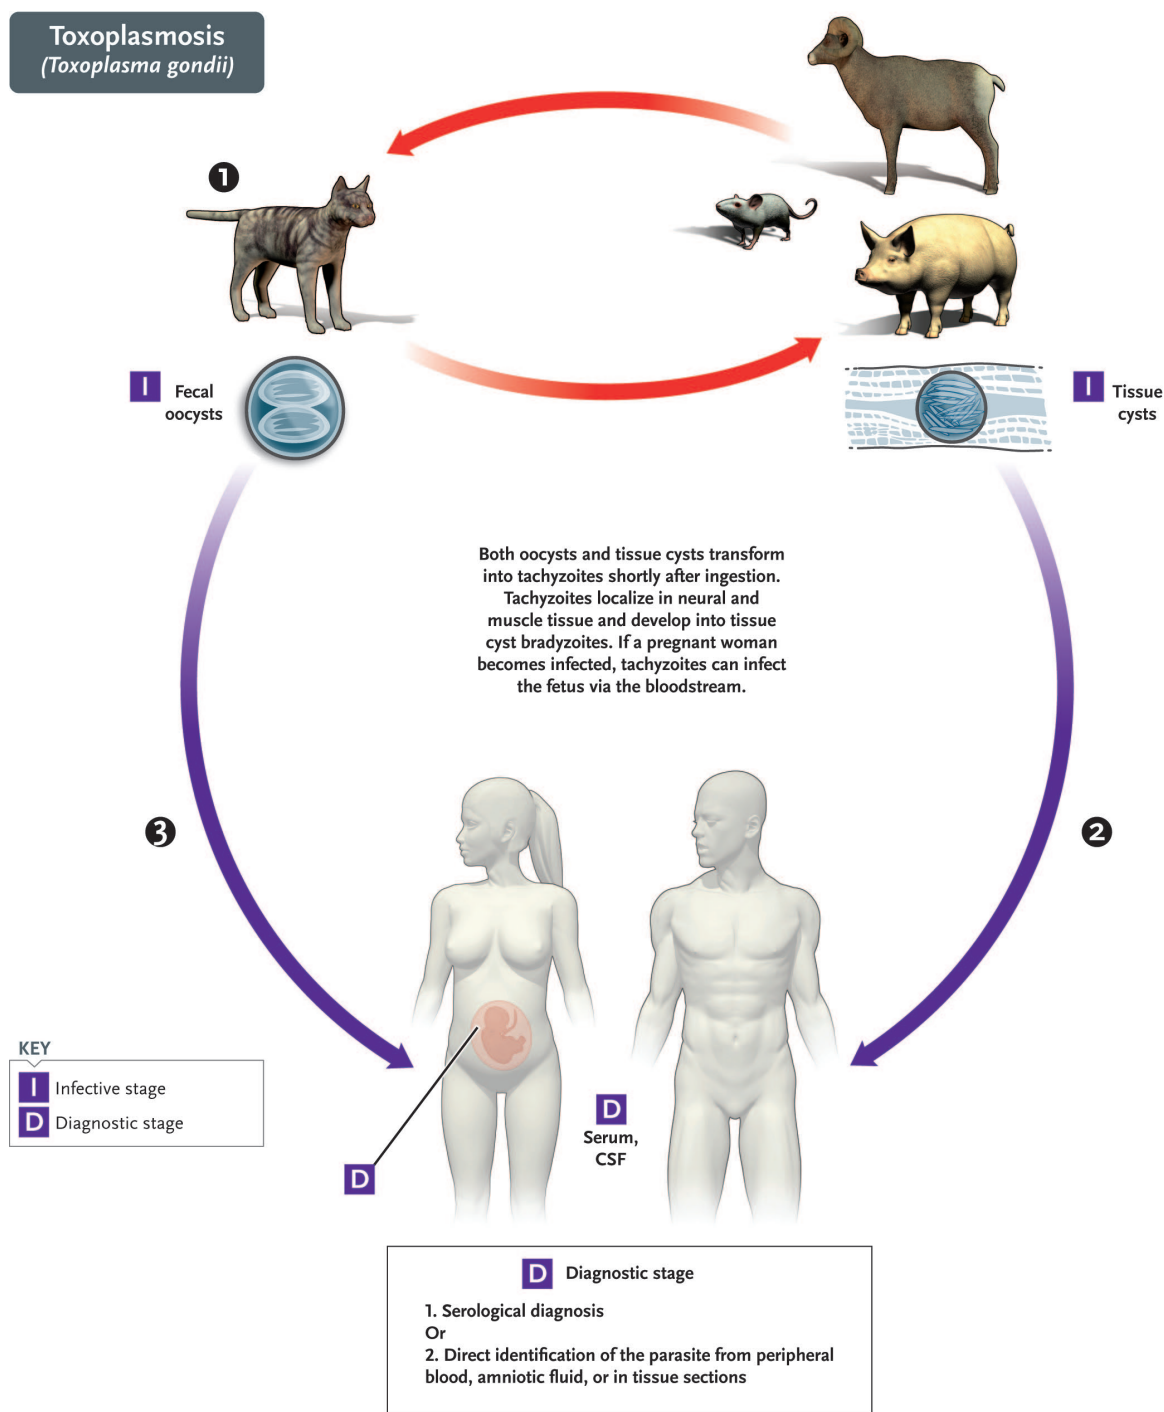 Toxoplasmosis
(Toxoplasma gondii)
1
I
Fecal
oocysts
I
Tissue
cysts
Both oocysts and tissue cysts transform
into tachyzoites shortly after ingestion.
Tachyzoites localize in neural and
muscle tissue and develop into tissue
cyst bradyzoites. If a pregnant woman
becomes infected, tachyzoites can infect
the fetus via the bloodstream.
3
2
KEY
I Infective stage
D Diagnostic stage
D
Serum,
CSF
D
D Diagnostic stage
1. Serological diagnosis
Or
2. Direct identification of the parasite from peripheral
blood, amniotic fluid, or in tissue sections